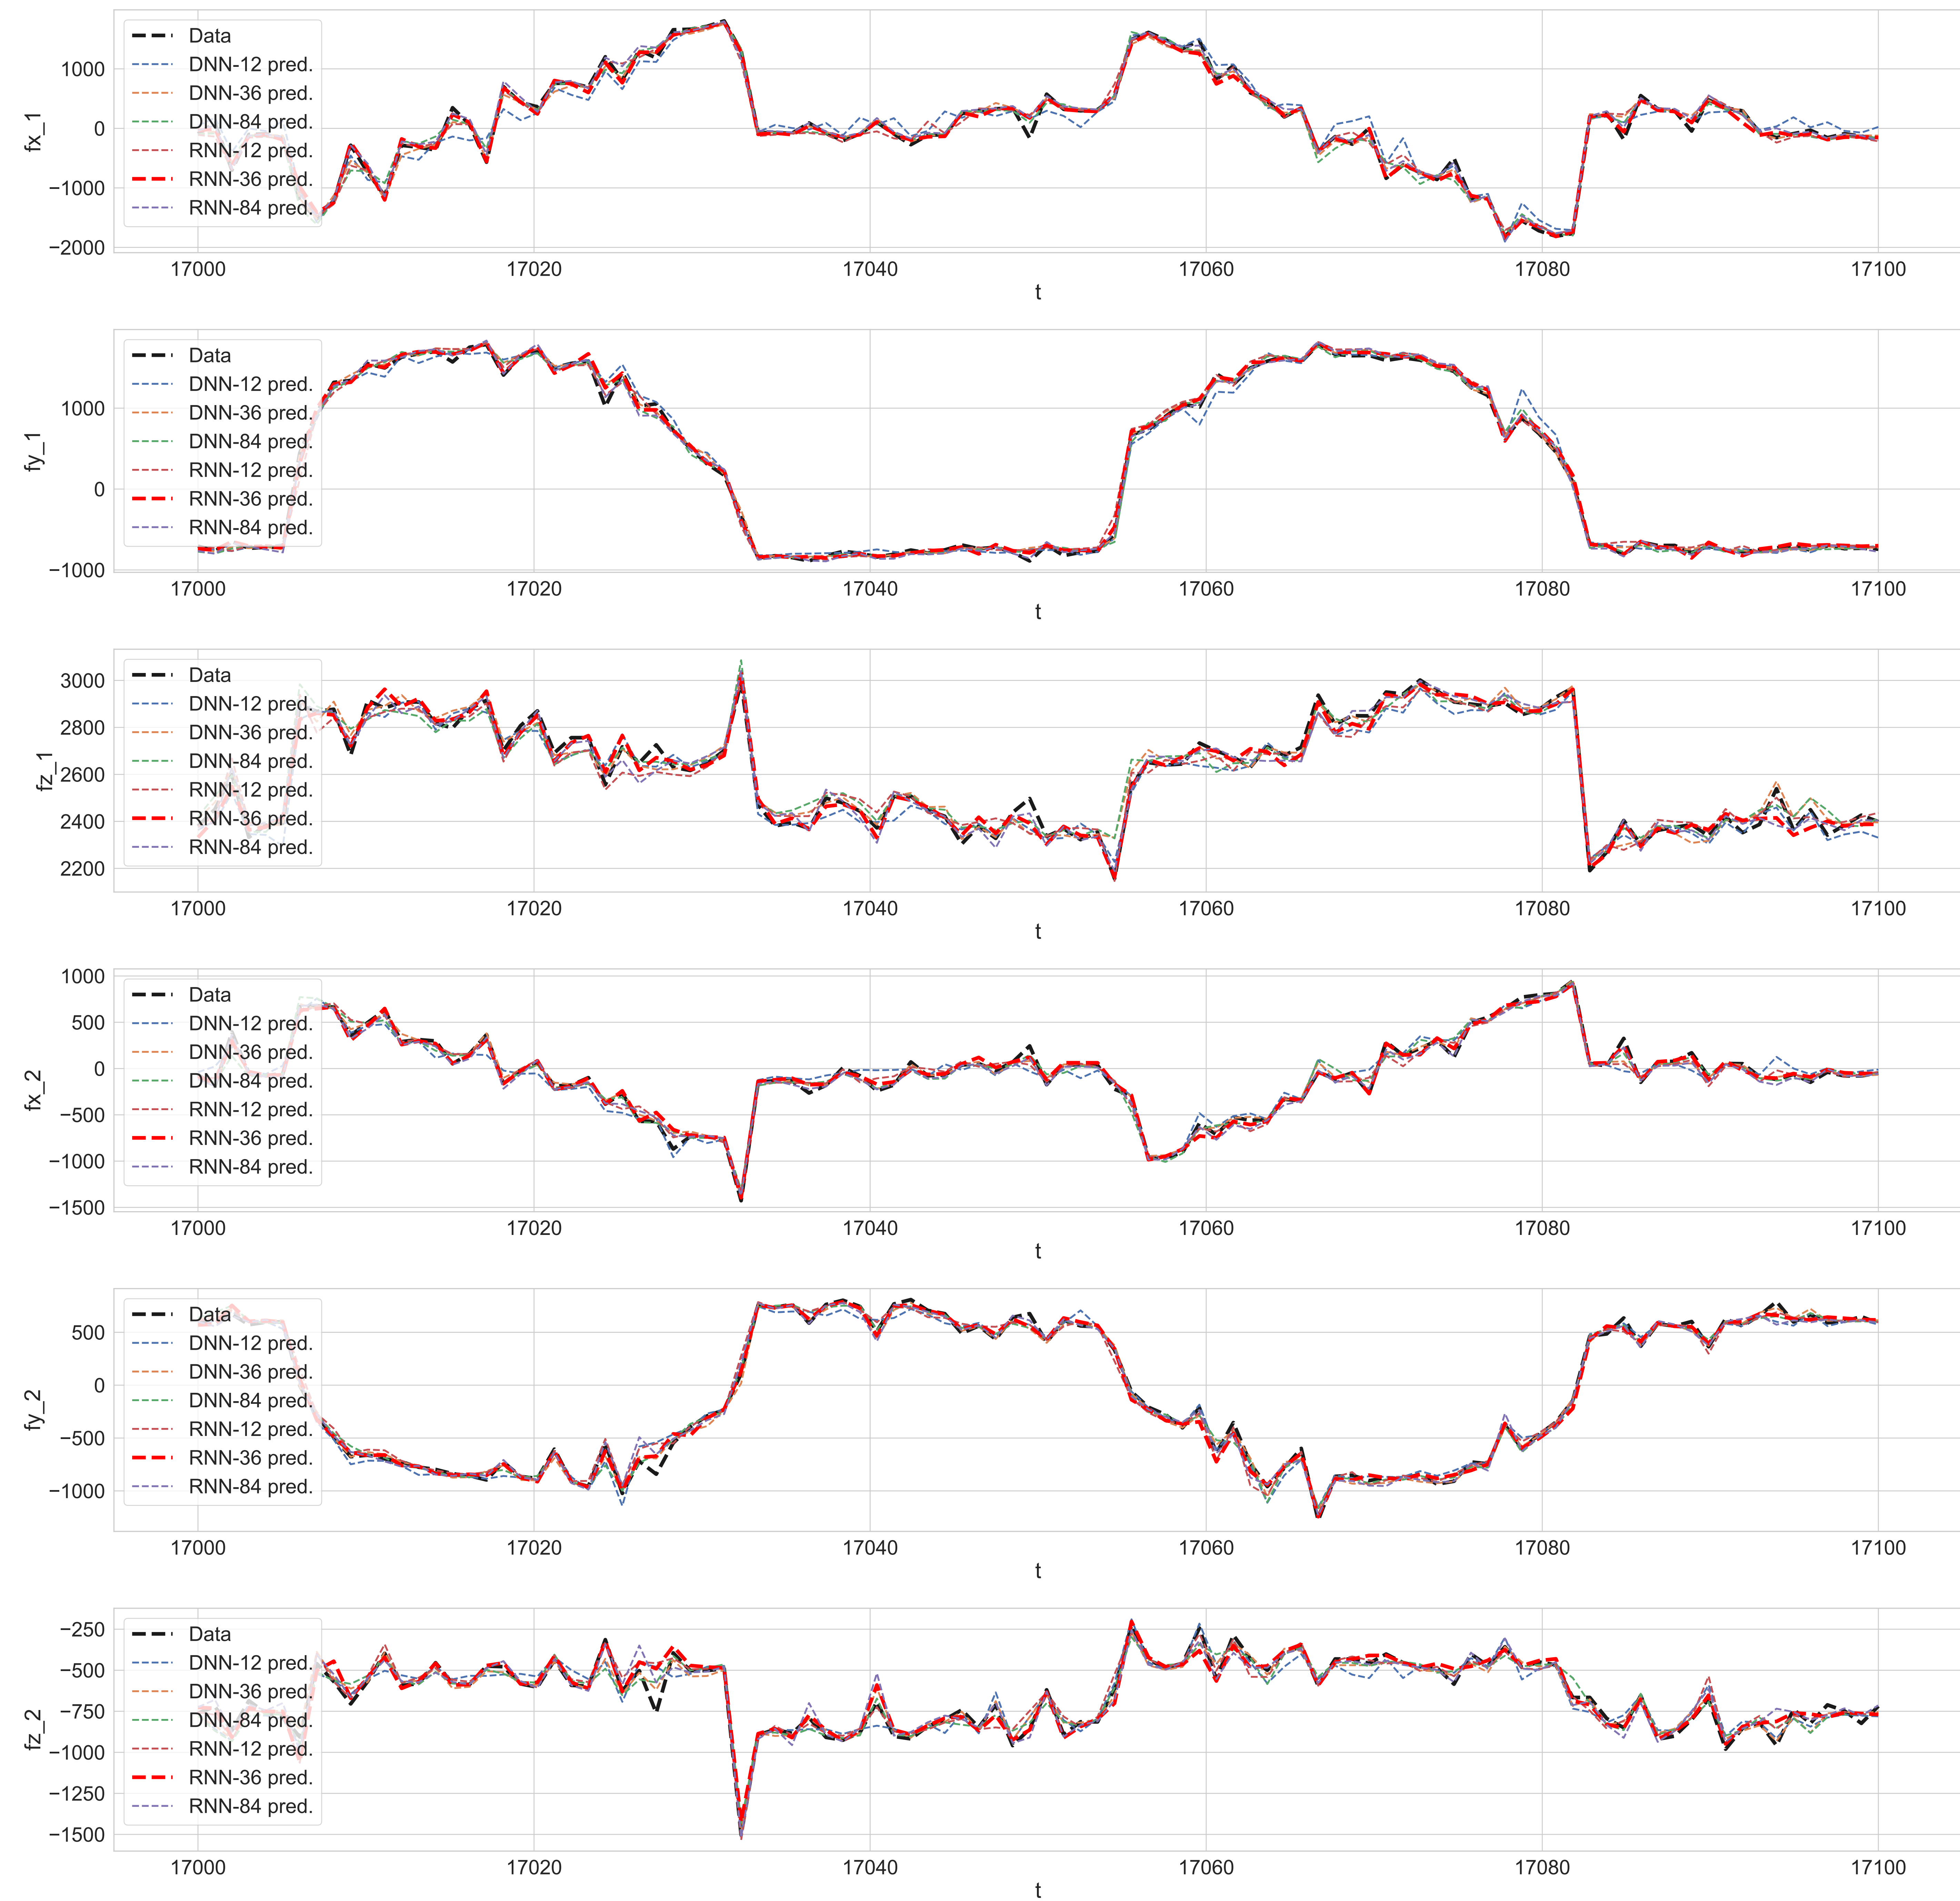 fx_1
1000
0
−1000
−2000
Data
DNN-12 pred.
DNN-36 pred.
DNN-84 pred.
RNN-12 pred.
RNN-36 pred.
RNN-84 pred.
17000 17020 17040 17060 17080 17100
t
fy_1
1000
0
−1000
Data
DNN-12 pred.
DNN-36 pred.
DNN-84 pred.
RNN-12 pred.
RNN-36 pred.
RNN-84 pred.
17000 17020 17040 17060 17080 17100
t
fz_1
3000
2800
2600
2400
2200
Data
DNN-12 pred.
DNN-36 pred.
DNN-84 pred.
RNN-12 pred.
RNN-36 pred.
RNN-84 pred.
17000 17020 17040 17060 17080 17100
t
fx_2
1000
500
0
−500
−1000
−1500
Data
DNN-12 pred.
DNN-36 pred.
DNN-84 pred.
RNN-12 pred.
RNN-36 pred.
RNN-84 pred.
17000 17020 17040 17060 17080 17100
t
fy_2
500
0
−500
−1000
Data
DNN-12 pred.
DNN-36 pred.
DNN-84 pred.
RNN-12 pred.
RNN-36 pred.
RNN-84 pred.
17000 17020 17040 17060 17080 17100
t
fz_2
−250
−500
−750
−1000
−1250
−1500
Data
DNN-12 pred.
DNN-36 pred.
DNN-84 pred.
RNN-12 pred.
RNN-36 pred.
RNN-84 pred.
17000 17020 17040 17060 17080 17100
t